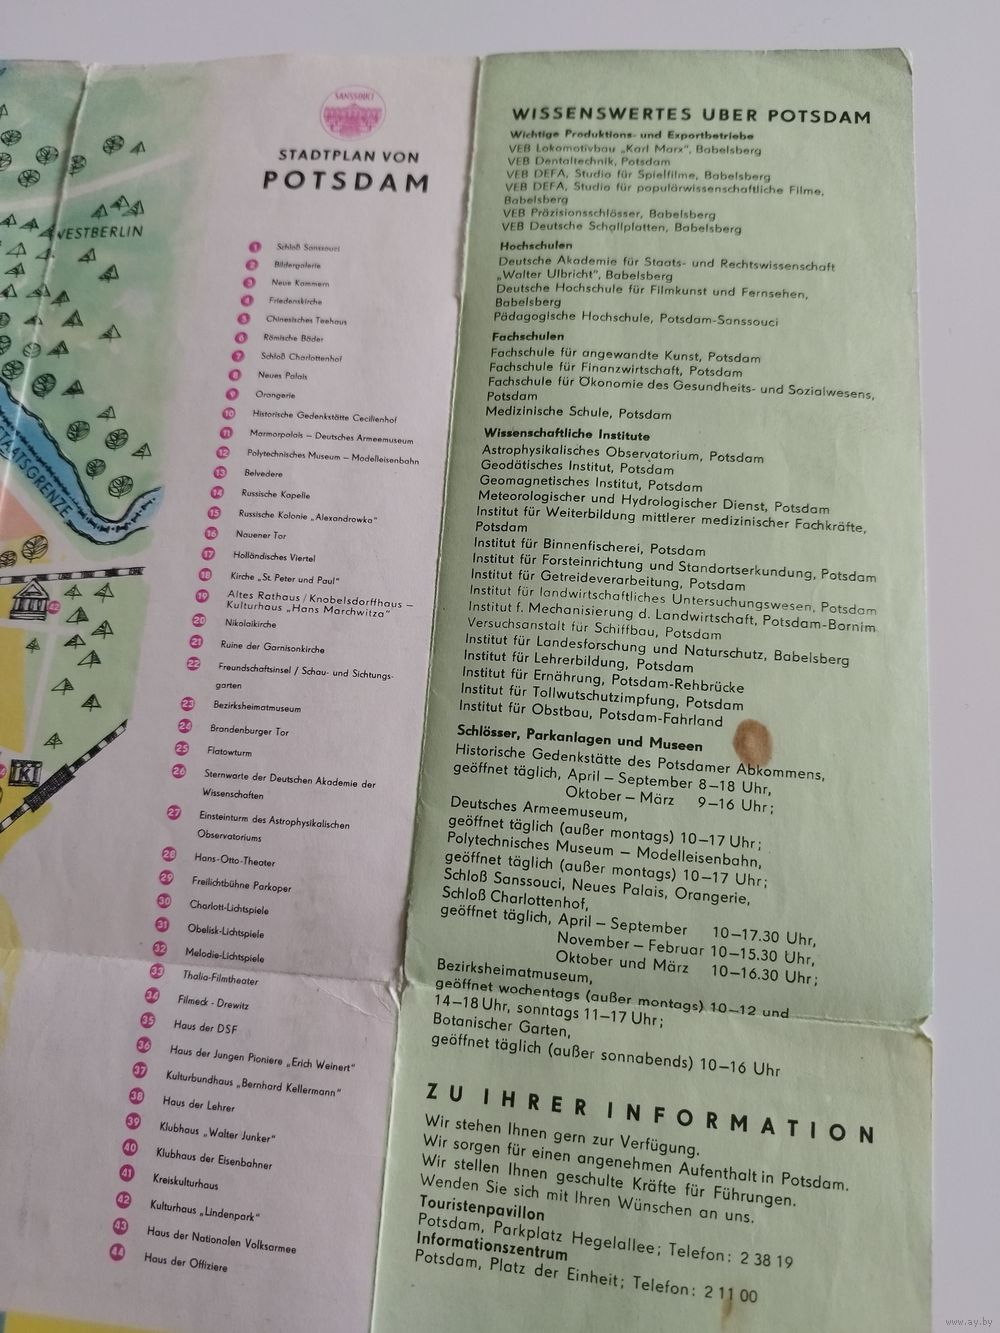 WESTBERLIN
STAATSGRENZE
42
SANSSOUCI
STADTPLAN VON
POTSDAM
1 Schloß Sanssouci
2 Bildergalerie
3 Neue Kammern
4 Friedenskirche
5 Chinesisches Teehaus
6 Römische Bäder
7 Schloß Charlottenhof
8 Neues Palais
9 Orangerie
10 Historische Gedenkstätte Cecilienhof
11 Marmorpalais – Deutsches Armeemuseum
12 Polytechnisches Museum – Modelleisenbahn
13 Belvedere
14 Russische Kapelle
15 Russische Kolonie „Alexandrowka“
16 Nauener Tor
17 Holländisches Viertel
18 Kirche „St. Peter und Paul“
19 Altes Rathaus / Knobelsdorffhaus –
Kulturhaus „Hans Marchwitza“
20 Nikolaikirche
21 Ruine der Garnisonkirche
22 Freundschaftsinsel / Schau- und Sichtungs-
garten
23 Bezirksheimatmuseum
24 Brandenburger Tor
25 Flatowturm
26 Sternwarte der Deutschen Akademie der
Wissenschaften
27 Einsteinturm des Astrophysikalischen
Observatoriums
28 Hans-Otto-Theater
29 Freilichtbühne Parkoper
30 Charlott-Lichtspiele
31 Obelisk-Lichtspiele
32 Melodie-Lichtspiele
33 Thalia-Filmtheater
34 Filmeck - Drewitz
35 Haus der DSF
36 Haus der Jungen Pioniere „Erich Weinert“
37 Kulturbundhaus „Bernhard Kellermann“
38 Haus der Lehrer
39 Klubhaus „Walter Junker“
40 Klubhaus der Eisenbahner
41 Kreiskulturhaus
42 Kulturhaus „Lindenpark“
43 Haus der Nationalen Volksarmee
44 Haus der Offiziere
WISSENSWERTES UBER POTSDAM
Wichtige Produktions- und Exportbetriebe
VEB Lokomotivbau „Karl Marx“, Babelsberg
VEB Dentaltechnik, Potsdam
VEB DEFA, Studio für Spielfilme, Babelsberg
VEB DEFA, Studio für populärwissenschaftliche Filme,
Babelsberg
VEB Präzisionsschlösser, Babelsberg
VEB Deutsche Schallplatten, Babelsberg
Hochschulen
Deutsche Akademie für Staats- und Rechtswissenschaft
„Walter Ulbricht“, Babelsberg
Deutsche Hochschule für Filmkunst und Fernsehen,
Babelsberg
Pädagogische Hochschule, Potsdam-Sanssouci
Fachschulen
Fachschule für angewandte Kunst, Potsdam
Fachschule für Finanzwirtschaft, Potsdam
Fachschule für Ökonomie des Gesundheits- und Sozialwesens,
Potsdam
Medizinische Schule, Potsdam
Wissenschaftliche Institute
Astrophysikalisches Observatorium, Potsdam
Geodätisches Institut, Potsdam
Geomagnetisches Institut, Potsdam
Meteorologischer und Hydrologischer Dienst, Potsdam
Institut für Weiterbildung mittlerer medizinischer Fachkräfte,
Potsdam
Institut für Binnenfischerei, Potsdam
Institut für Forsteinrichtung und Standortserkundung, Potsdam
Institut für Getreideverarbeitung, Potsdam
Institut für landwirtschaftliches Untersuchungswesen, Potsdam
Institut f. Mechanisierung d. Landwirtschaft, Potsdam-Bornim
Versuchsanstalt für Schiffbau, Potsdam
Institut für Landesforschung und Naturschutz, Babelsberg
Institut für Lehrerbildung, Potsdam
Institut für Ernährung, Potsdam-Rehbrücke
Institut für Tollwutschutzimpfung, Potsdam
Institut für Obstbau, Potsdam-Fahrland
Schlösser, Parkanlagen und Museen
Historische Gedenkstätte des Potsdamer Abkommens,
geöffnet täglich, April – September 8–18 Uhr,
Oktober – März 9–16 Uhr;
Deutsches Armeemuseum,
geöffnet täglich (außer montags) 10–17 Uhr;
Polytechnisches Museum – Modelleisenbahn,
geöffnet täglich (außer montags) 10–17 Uhr;
Schloß Sanssouci, Neues Palais, Orangerie,
Schloß Charlottenhof,
geöffnet täglich, April – September 10–17.30 Uhr,
November – Februar 10–15.30 Uhr,
Oktober und März 10–16.30 Uhr;
Bezirksheimatmuseum,
geöffnet wochentags (außer montags) 10–12 und
14–18 Uhr, sonntags 11–17 Uhr;
Botanischer Garten,
geöffnet täglich (außer sonnabends) 10–16 Uhr
ZU IHRER INFORMATION
Wir stehen Ihnen gern zur Verfügung.
Wir sorgen für einen angenehmen Aufenthalt in Potsdam.
Wir stellen Ihnen geschulte Kräfte für Führungen.
Wenden Sie sich mit Ihren Wünschen an uns.
Touristenpavillon
Potsdam, Parkplatz Hegelallee; Telefon: 2 38 19
Informationszentrum
Potsdam, Platz der Einheit; Telefon: 2 11 00
www.ay.by